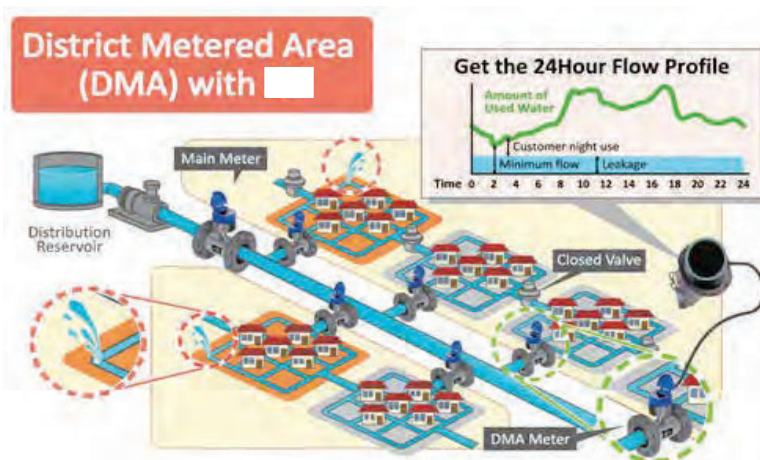 District Metered Area
(DMA) with
Get the 24Hour Flow Profile
Amount of
Used Water
Customer night use
Minimum flow
Leakage
Time 0 2 4 6 8 10 12 14 16 18 20 22 24
Main Meter
Distribution
Reservoir
Closed Valve
DMA Meter